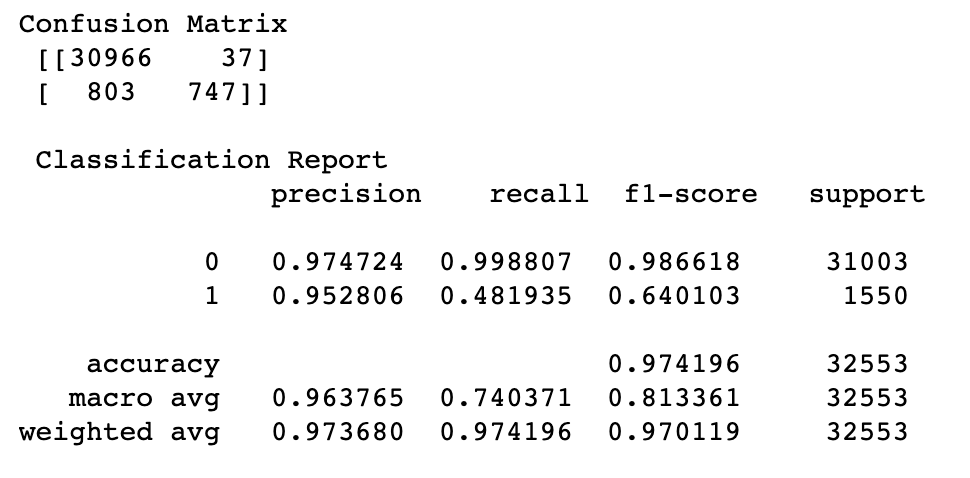 Confusion Matrix
[[30966 37]
[ 803 747]]
Classification Report
precision recall f1-score support
0 0.974724 0.998807 0.986618 31003
1 0.952806 0.481935 0.640103 1550
accuracy 0.974196 32553
macro avg 0.963765 0.740371 0.813361 32553
weighted avg 0.973680 0.974196 0.970119 32553